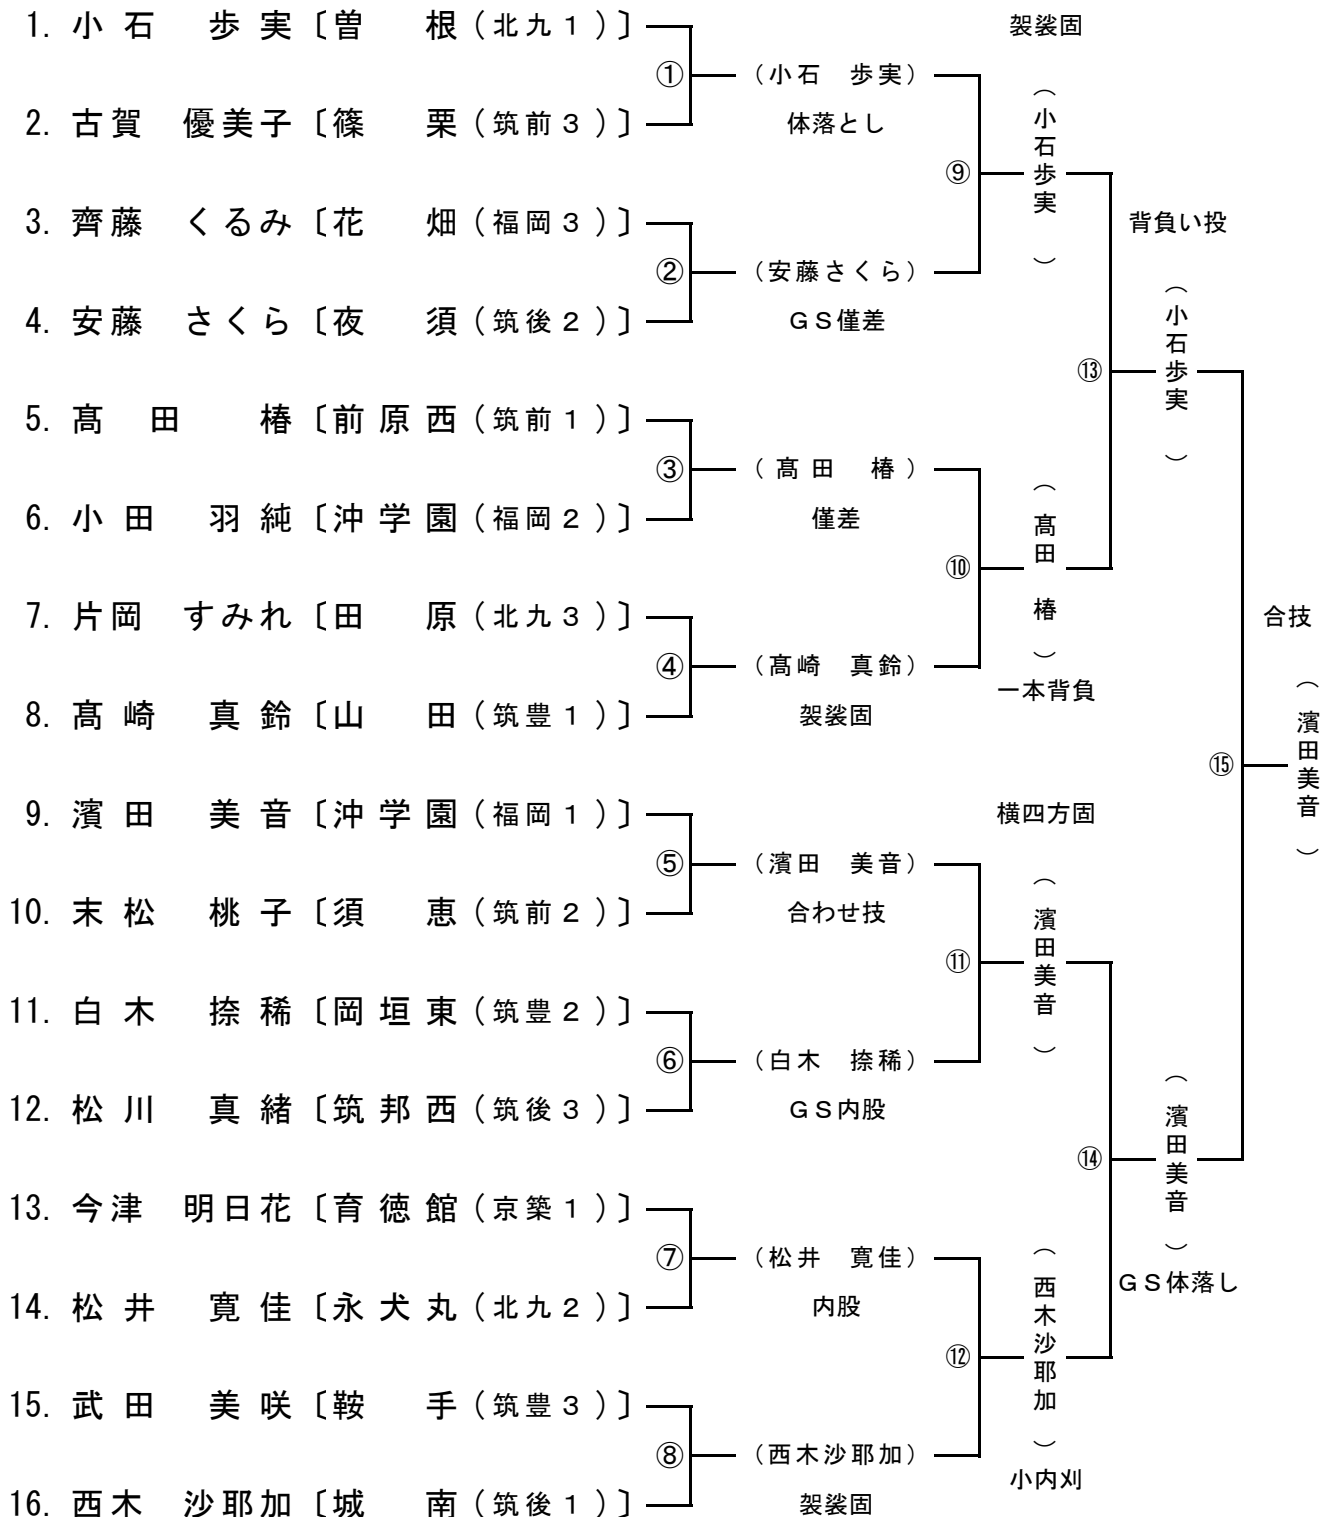 1. 小石 歩実〔曽 根（北九１）〕
2. 古賀 優美子〔篠 栗（筑前３）〕
3. 齊藤 くるみ〔花 畑（福岡３）〕
4. 安藤 さくら〔夜 須（筑後２）〕
5. 髙田 椿〔前原西（筑前１）〕
6. 小田 羽純〔沖学園（福岡２）〕
7. 片岡 すみれ〔田 原（北九３）〕
8. 髙崎 真鈴〔山 田（筑豊１）〕
9. 濱田 美音〔沖学園（福岡１）〕
10. 末松 桃子〔須 恵（筑前２）〕
11. 白木 捺稀〔岡垣東（筑豊２）〕
12. 松川 真緒〔筑邦西（筑後３）〕
13. 今津 明日花〔育徳館（京築１）〕
14. 松井 寛佳〔永犬丸（北九２）〕
15. 武田 美咲〔鞍 手（筑豊３）〕
16. 西木 沙耶加〔城 南（筑後１）〕
①
（小石 歩実）
体落とし
②
（安藤さくら）
ＧＳ僅差
③
（髙田 椿）
僅差
④
（髙崎 真鈴）
袈裟固
⑤
（濱田 美音）
合わせ技
⑥
（白木 捺稀）
ＧＳ内股
⑦
（松井 寛佳）
内股
⑧
（西木沙耶加）
袈裟固
袈裟固
⑨
（小石歩実）
⑩
（髙田 椿）
一本背負
横四方固
⑪
（濱田美音）
⑫
（西木沙耶加）
小内刈
背負い投
⑬
（小石歩実）
⑭
（濱田美音）
ＧＳ体落し
合技
⑮
（濱田美音）